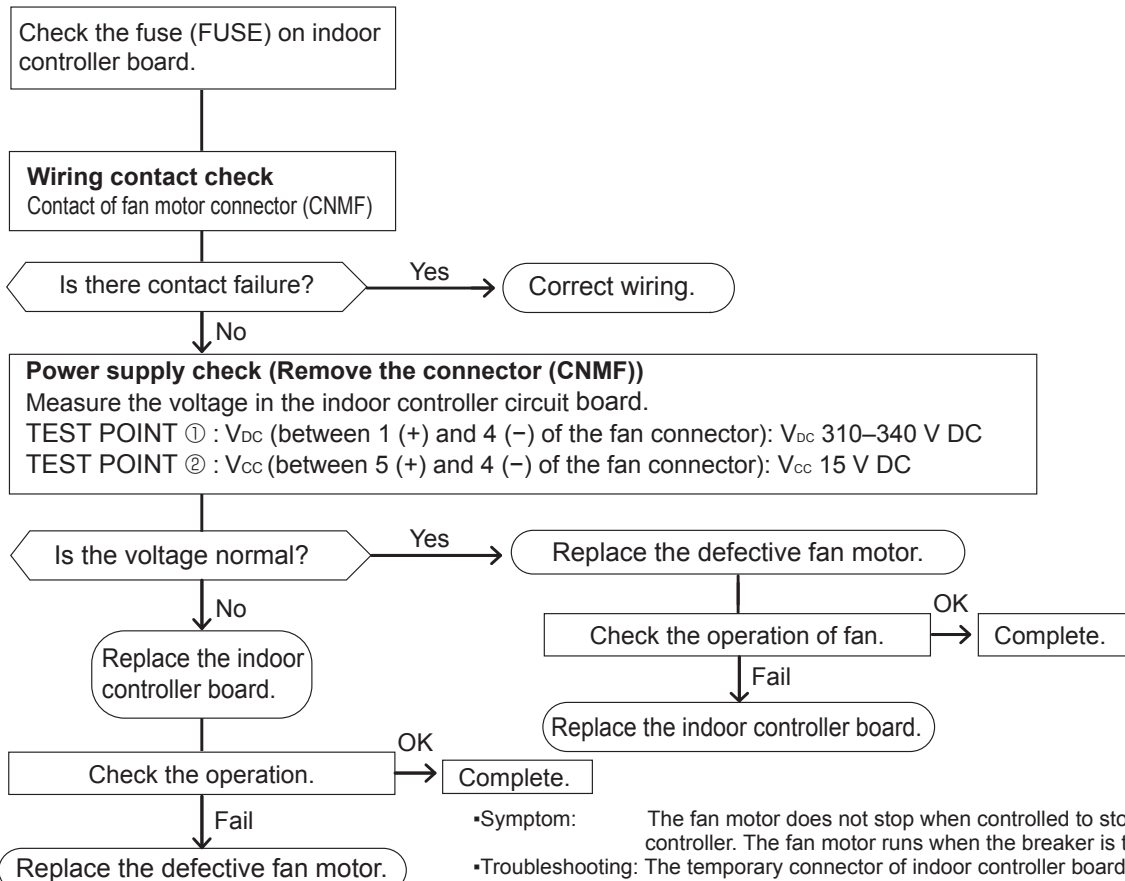 Check the fuse (FUSE) on indoor
controller board.
Wiring contact check
Contact of fan motor connector (CNMF)
Is there contact failure?
Yes
Correct wiring.
No
Power supply check (Remove the connector (CNMF))
Measure the voltage in the indoor controller circuit board.
TEST POINT ① : VDC (between 1 (+) and 4 (−) of the fan connector): VDC 310–340 V DC
TEST POINT ② : VCC (between 5 (+) and 4 (−) of the fan connector): Vcc 15 V DC
Is the voltage normal?
Yes
Replace the defective fan motor.
No
Check the operation of fan.
OK
Complete.
Fail
Replace the indoor controller board.
Replace the indoor
controller board.
Check the operation.
OK
Complete.
Fail
Replace the defective fan motor.
▪Symptom: The fan motor does not stop when controlled to
controller. The fan motor runs when the breaker is
▪Troubleshooting: The temporary connector of indoor controller board